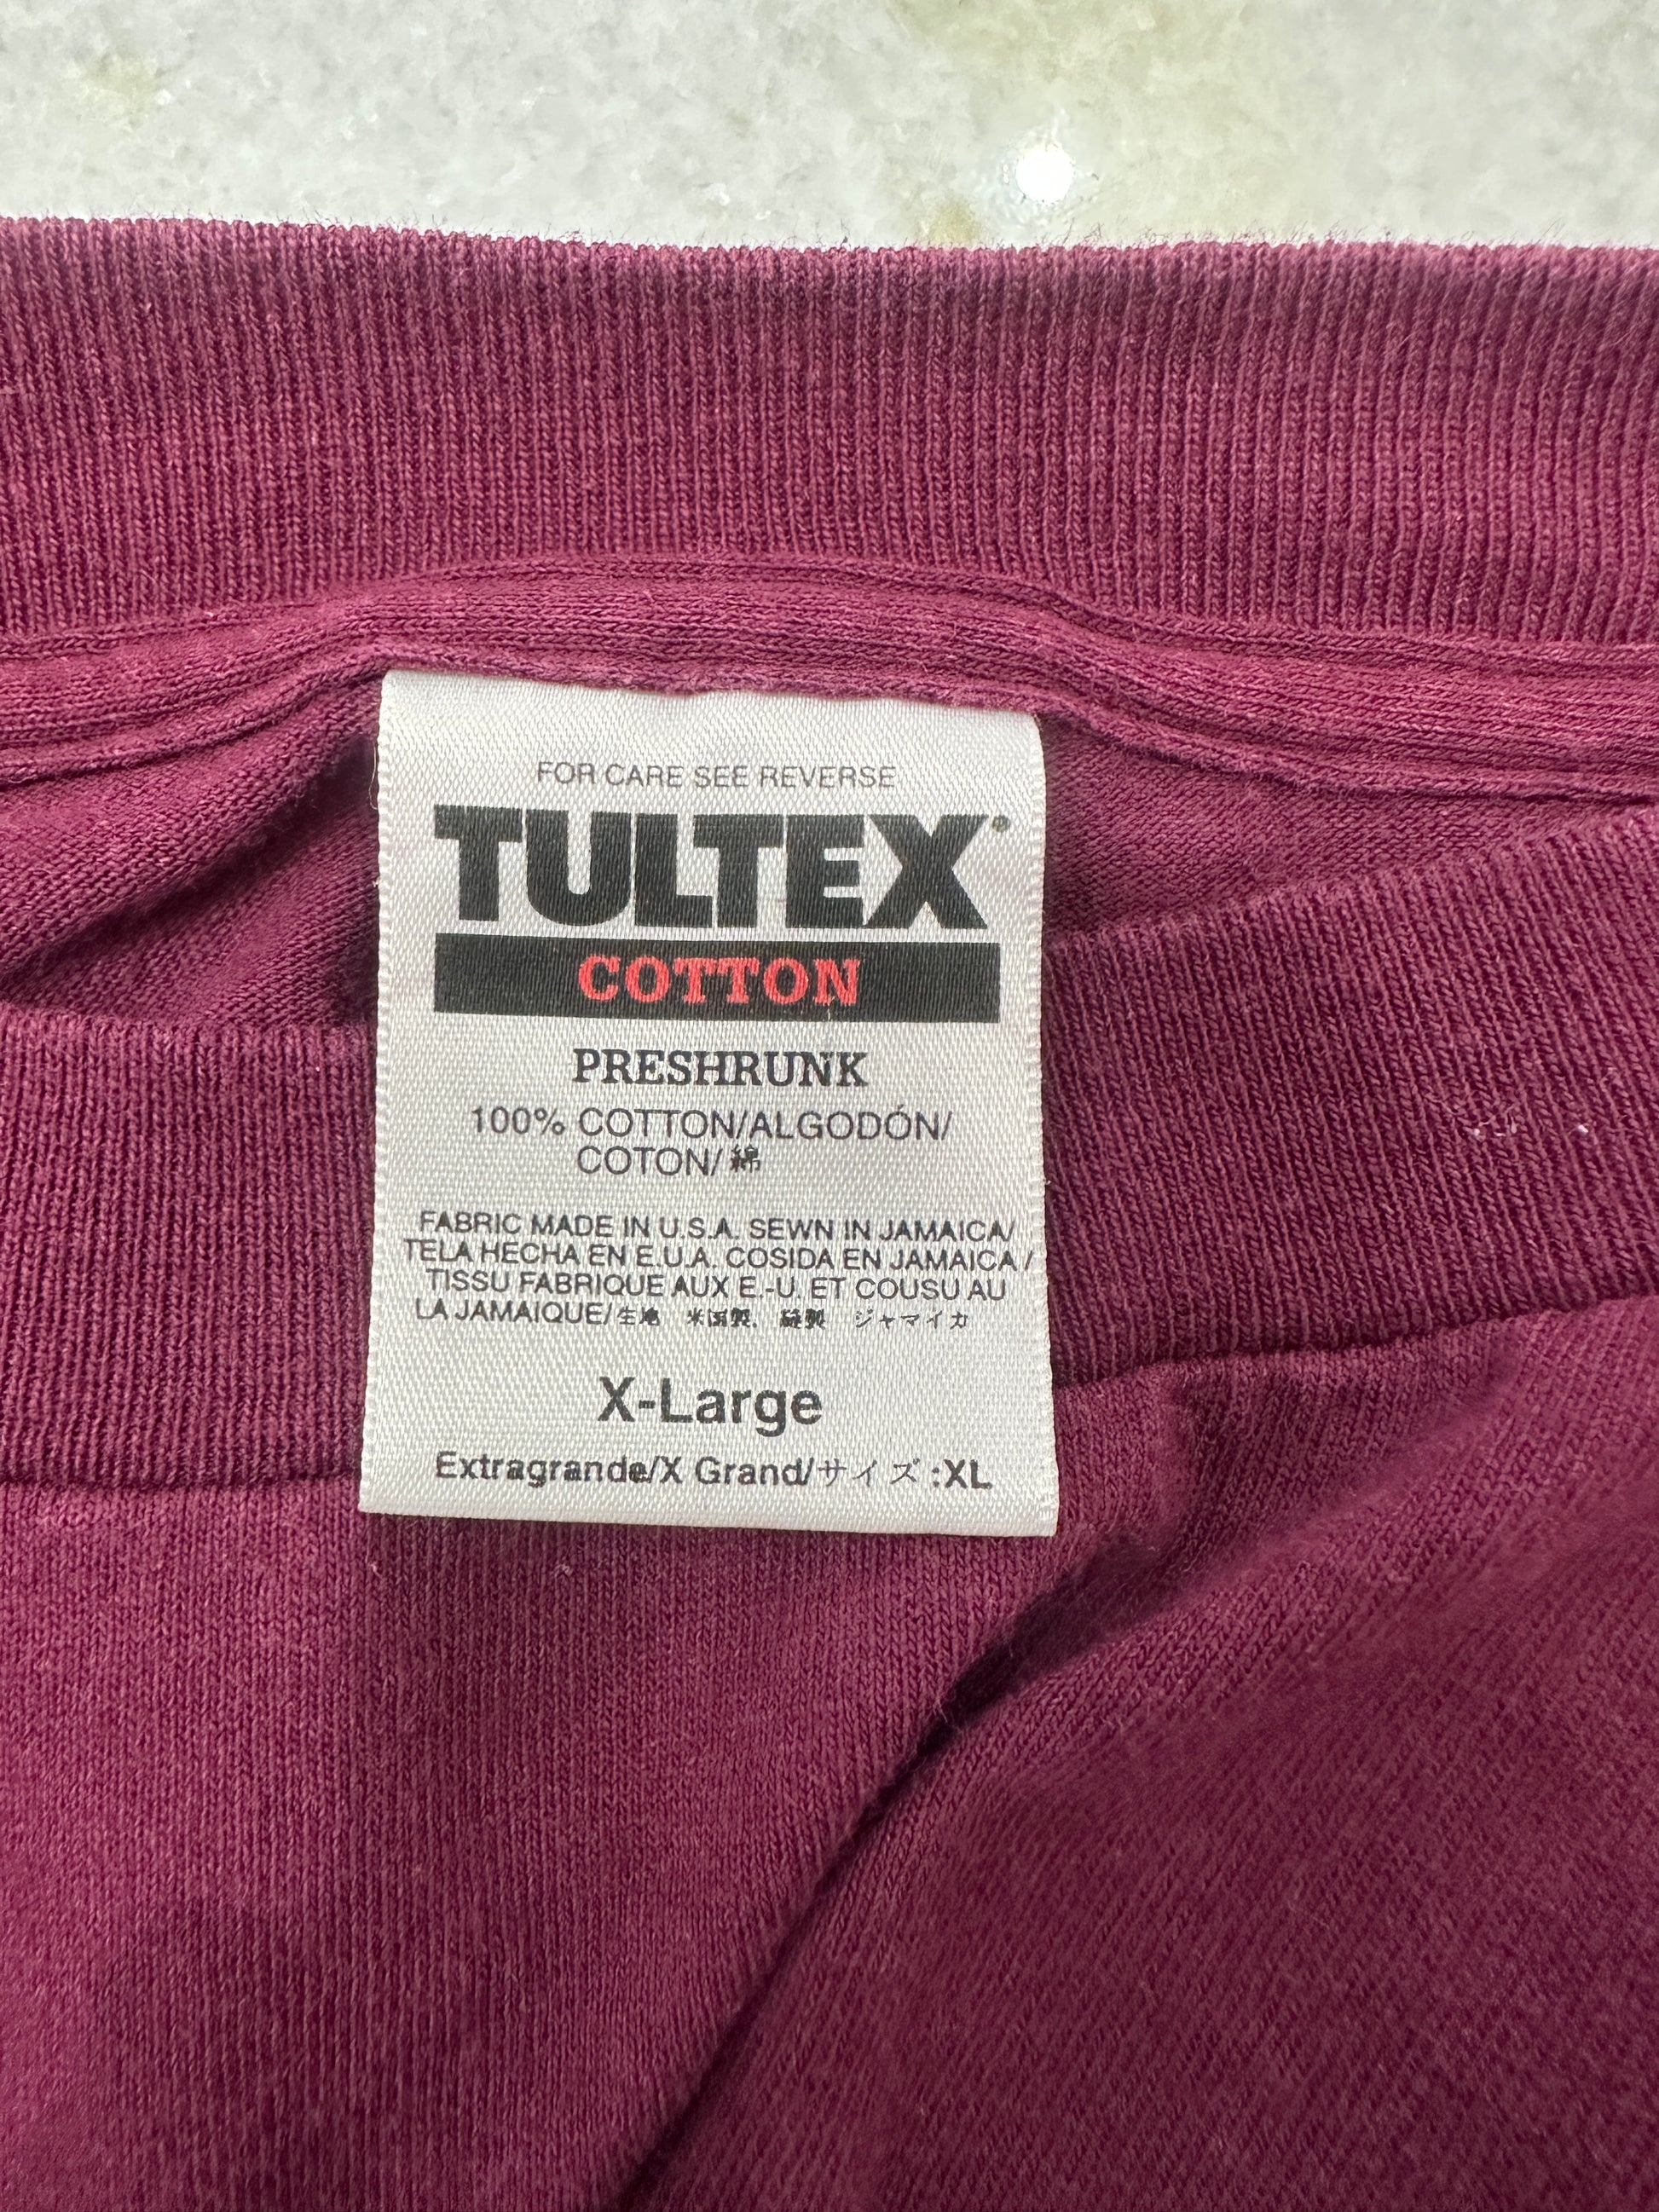 FOR CARE SEE REVERSE
TULTEX®
COTTON
PRESHRUNK
100% COTTON/ALGODÓN/
COTON/綿
FABRIC MADE IN U.S.A. SEWN IN JAMAICA/
TELA HECHA EN E.U.A. COSIDA EN JAMAICA /
TISSU FABRIQUE AUX E.-U. ET COUSU AU
LA JAMAIQUE/生地 米国製、縫製 ジャマイカ
X-Large
Extragrande/X Grand/サイズ:XL